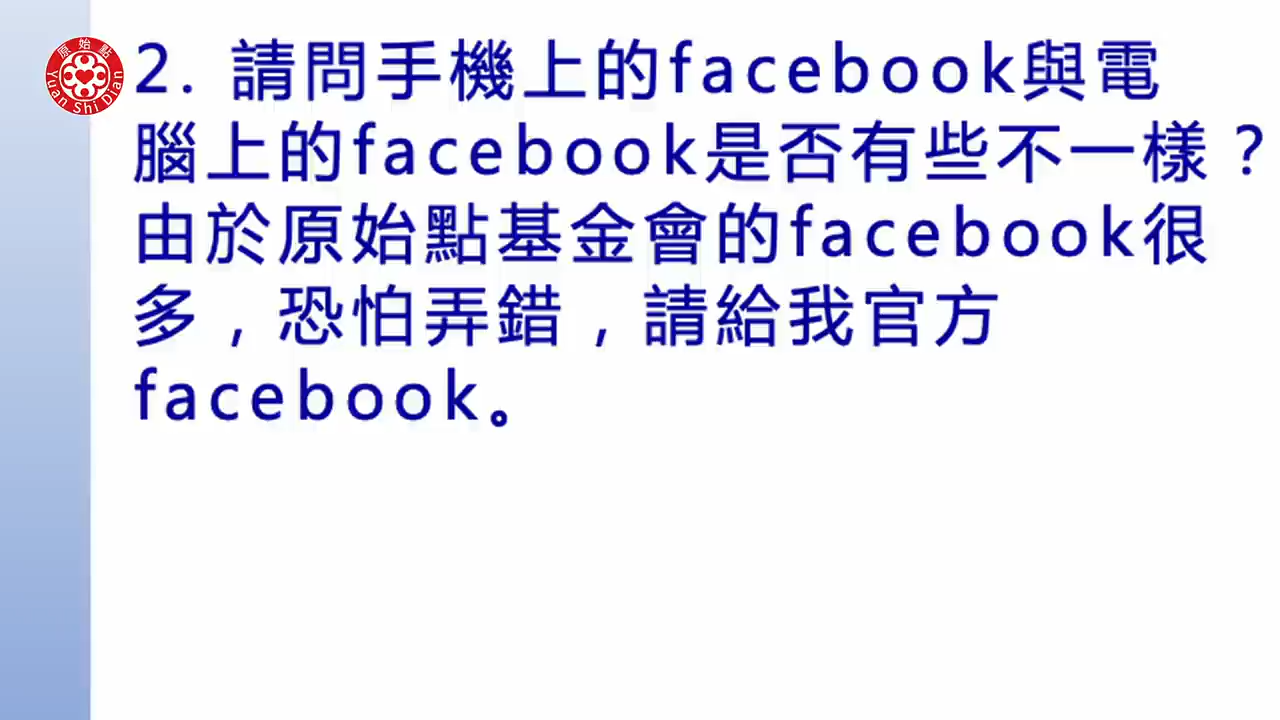 原始點
Yuan Shi Dian
2. 請問手機上的facebook與電
腦上的facebook是否有些不一樣？
由於原始點基金會的facebook很
多，恐怕弄錯，請給我官方
facebook。